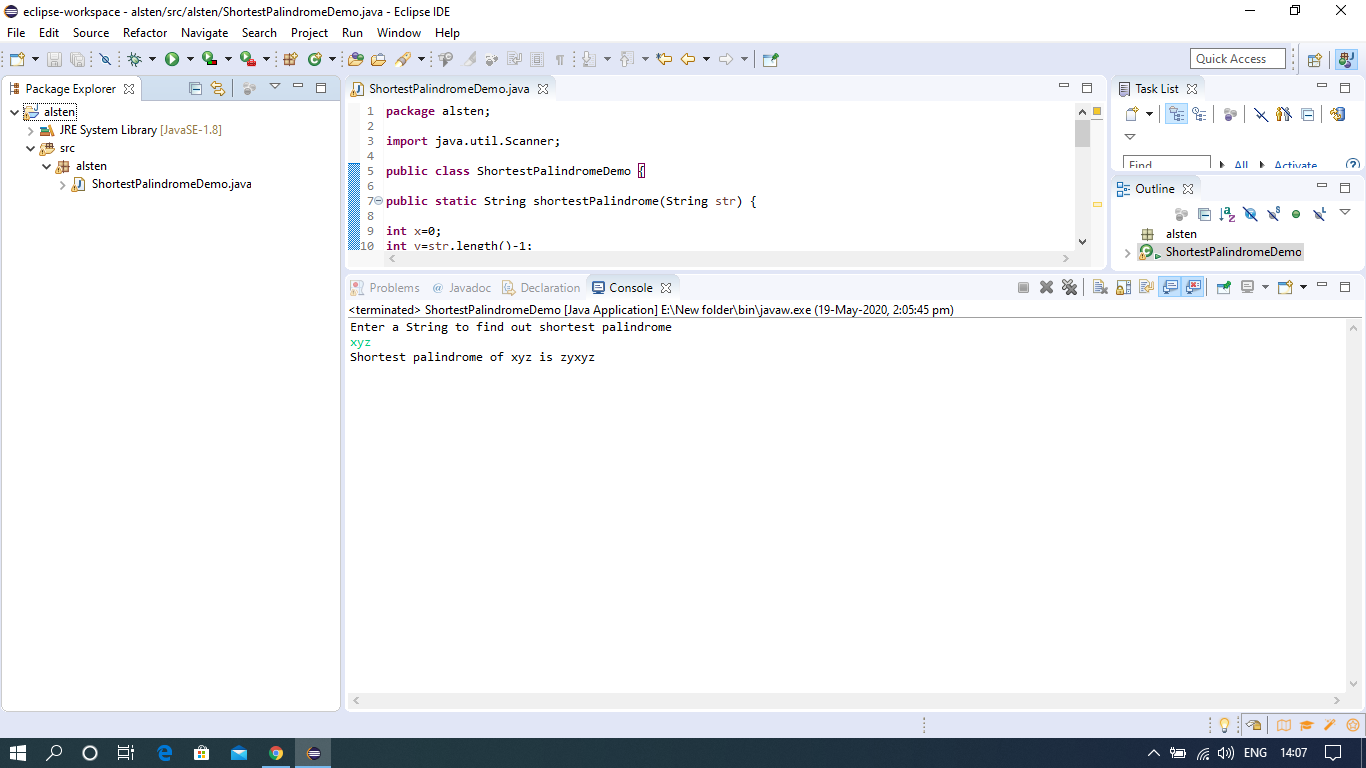 eclipse-workspace - alsten/src/alsten/ShortestPalindromeDemo.java - Eclipse IDE
File Edit Source Refactor Navigate Search Project Run Window Help
Quick Access
Package Explorer
alsten
JRE System Library [JavaSE-1.8]
src
alsten
ShortestPalindromeDemo.java
ShortestPalindromeDemo.java
1 package alsten;
2
3 import java.util.Scanner;
4
5 public class ShortestPalindromeDemo {
6
7 public static String shortestPalindrome(String str) {
8
9 int x=0;
10 int y=str.length()-1;
Task List
Find All Activate
Outline
alsten
ShortestPalindromeDemo
Problems @ Javadoc Declaration Console
<terminated> ShortestPalindromeDemo [Java Application] E:\New folder\bin\javaw.exe (19-May-2020, 2:05:45 pm)
Enter a String to find out shortest palindrome
xyz
Shortest palindrome of xyz is zyxyz
ENG 14:07